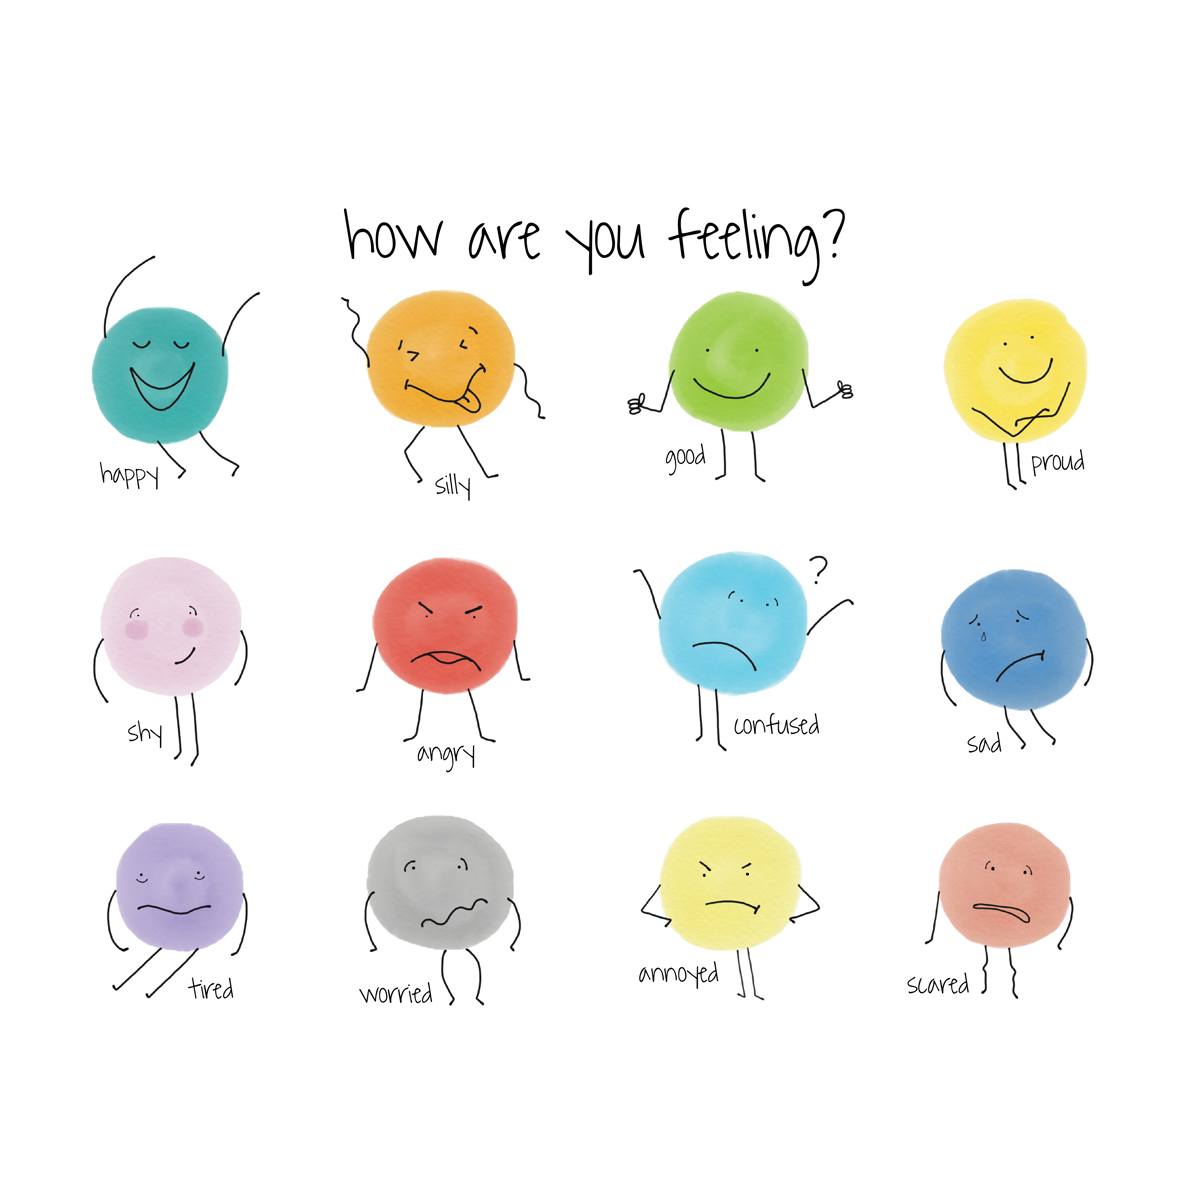 how are you feeling?
happy
silly
good
proud
?
shy
angry
confused
sad
tired
worried
annoyed
scared